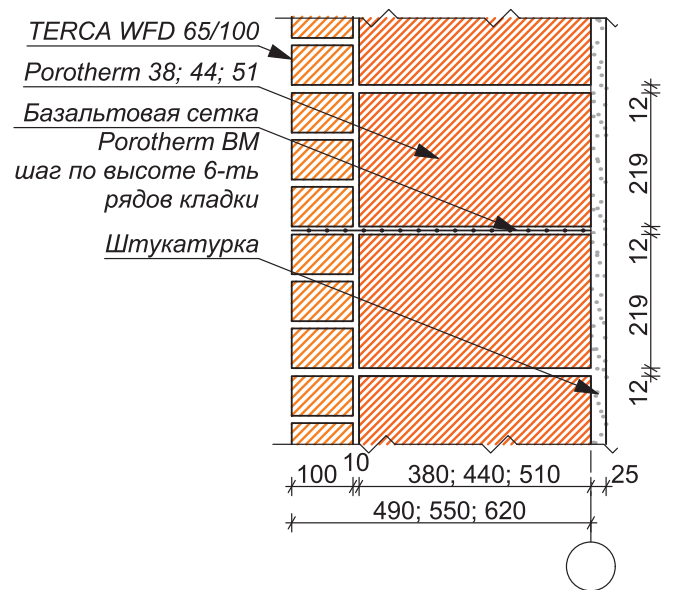 TERCA WFD 65/100
Porotherm 38; 44; 51
Базальтовая сетка
Porotherm BM
шаг по высоте 6-ть
рядов кладки
Штукатурка
12
219
12
219
12
100
10
380; 440; 510
25
490; 550; 620